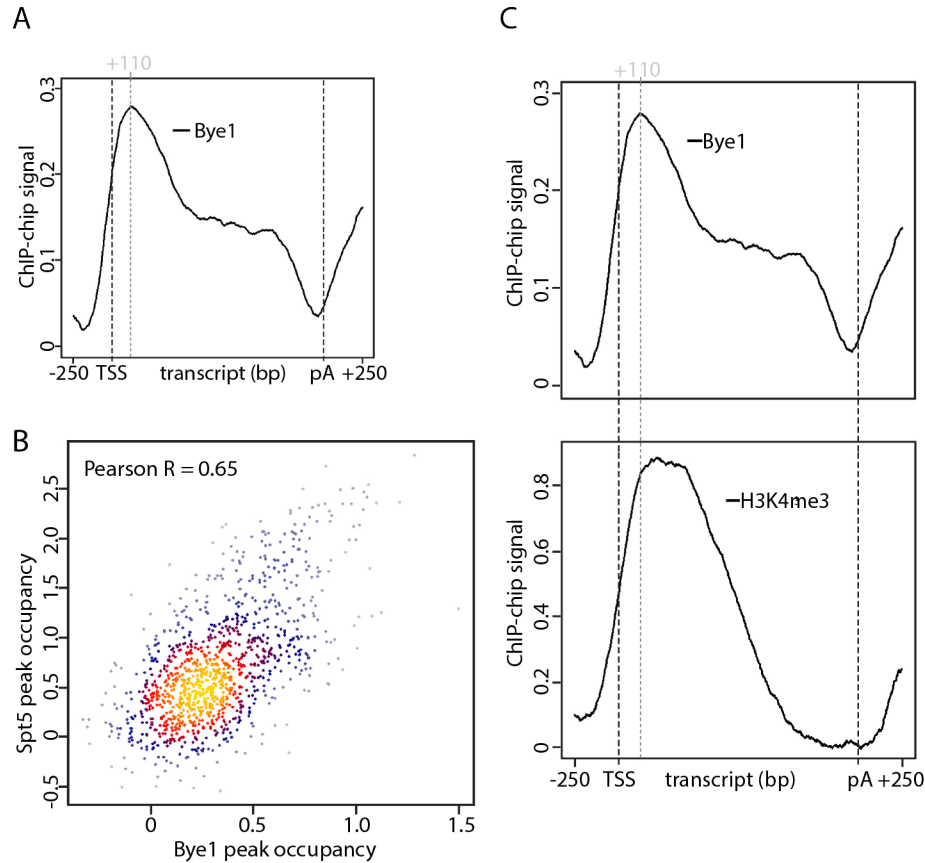 A
+110
0.3
0.2
0.1
0
ChIP-chip signal
Bye1
-250 TSS transcript (bp) pA +250
B
Pearson R = 0.65
2.5
2.0
1.5
1.0
0.5
0
-0.5
Spt5 peak occupancy
0 0.5 1.0 1.5
Bye1 peak occupancy
C
+110
0.3
0.2
0.1
0
ChIP-chip signal
Bye1
0.8
0.6
0.4
0.2
0
ChIP-chip signal
H3K4me3
-250 TSS transcript (bp) pA +250